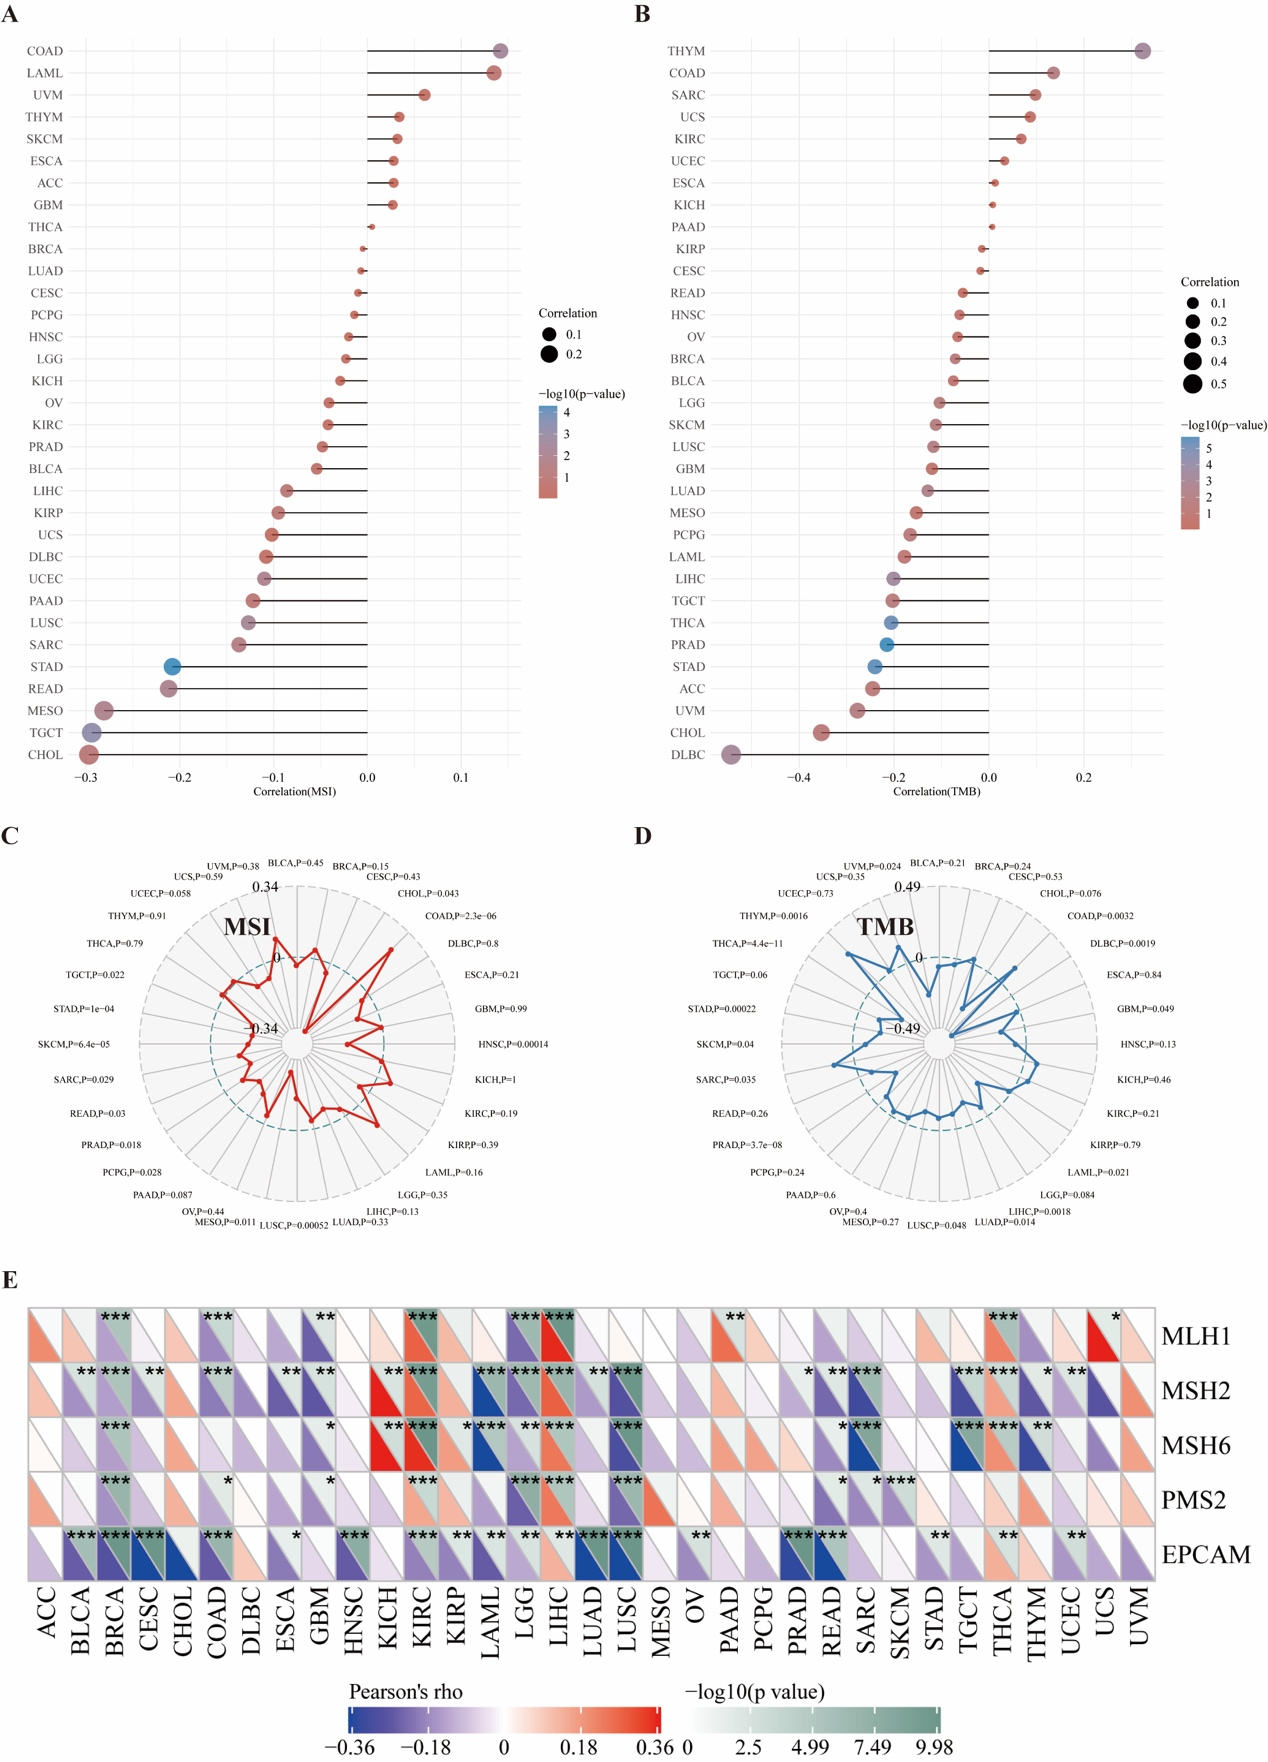 A
COAD
LAML
UVM
THYM
SKCM
ESCA
ACC
GBM
THCA
BRCA
LUAD
CESC
PCPG
HNSC
LGG
KICH
OV
KIRC
PRAD
BLCA
LIHC
KIRP
UCS
DLBC
UCEC
PAAD
LUSC
SARC
STAD
READ
MESO
TGCT
CHOL
−0.3 −0.2 −0.1 0.0 0.1
Correlation(MSI)
Correlation
0.1
0.2
−log10(p−value)
4
3
2
1
B
THYM
COAD
SARC
UCS
KIRC
UCEC
ESCA
KICH
PAAD
KIRP
CESC
READ
HNSC
OV
BRCA
BLCA
LGG
SKCM
LUSC
GBM
LUAD
MESO
PCPG
LAML
LIHC
TGCT
THCA
PRAD
STAD
ACC
UVM
CHOL
DLBC
−0.4 −0.2 0.0 0.2
Correlation(TMB)
Correlation
0.1
0.2
0.3
0.4
0.5
−log10(p−value)
5
4
3
2
1
C
MSI
0.34
0
−0.34
BLCA,P=0.45
BRCA,P=0.15
CESC,P=0.43
CHOL,P=0.043
COAD,P=2.3e−06
DLBC,P=0.8
ESCA,P=0.21
GBM,P=0.99
HNSC,P=0.00014
KICH,P=1
KIRC,P=0.19
KIRP,P=0.39
LAML,P=0.16
LGG,P=0.35
LIHC,P=0.13
LUAD,P=0.33
LUSC,P=0.00052
MESO,P=0.011
OV,P=0.44
PAAD,P=0.087
PCPG,P=0.028
PRAD,P=0.018
READ,P=0.03
SARC,P=0.029
SKCM,P=6.4e−05
STAD,P=1e−04
TGCT,P=0.022
THCA,P=0.79
THYM,P=0.91
UCEC,P=0.058
UCS,P=0.59
UVM,P=0.38
D
TMB
0.49
0
−0.49
BLCA,P=0.21
BRCA,P=0.24
CESC,P=0.53
CHOL,P=0.076
COAD,P=0.0032
DLBC,P=0.0019
ESCA,P=0.84
GBM,P=0.049
HNSC,P=0.13
KICH,P=0.46
KIRC,P=0.21
KIRP,P=0.79
LAML,P=0.021
LGG,P=0.084
LIHC,P=0.0018
LUAD,P=0.014
LUSC,P=0.048
MESO,P=0.27
OV,P=0.4
PAAD,P=0.6
PCPG,P=0.24
PRAD,P=3.7e−08
READ,P=0.26
SARC,P=0.035
SKCM,P=0.04
STAD,P=0.00022
TGCT,P=0.06
THCA,P=4.4e−11
THYM,P=0.0016
UCEC,P=0.73
UCS,P=0.35
UVM,P=0.024
E
*** *** ** *** *** *** ** *** * MLH1
** *** ** *** ** ** ** *** *** *** *** ** *** * ** *** *** *** * ** MSH2
*** * ** *** * *** ** *** *** * *** *** *** ** MSH6
*** * * *** *** *** *** * * *** PMS2
*** *** *** *** * *** *** ** ** ** ** *** *** ** *** *** ** ** ** EPCAM
ACC BLCA BRCA CESC CHOL COAD DLBC ESCA GBM HNSC KICH KIRC KIRP LAML LGG LIHC LUAD LUSC MESO OV PAAD PCPG PRAD READ SARC SKCM STAD TGCT THCA THYM UCEC UCS UVM
Pearson's rho
−0.36 −0.18 0 0.18 0.36
−log10(p value)
0 2.5 4.99 7.49 9.98